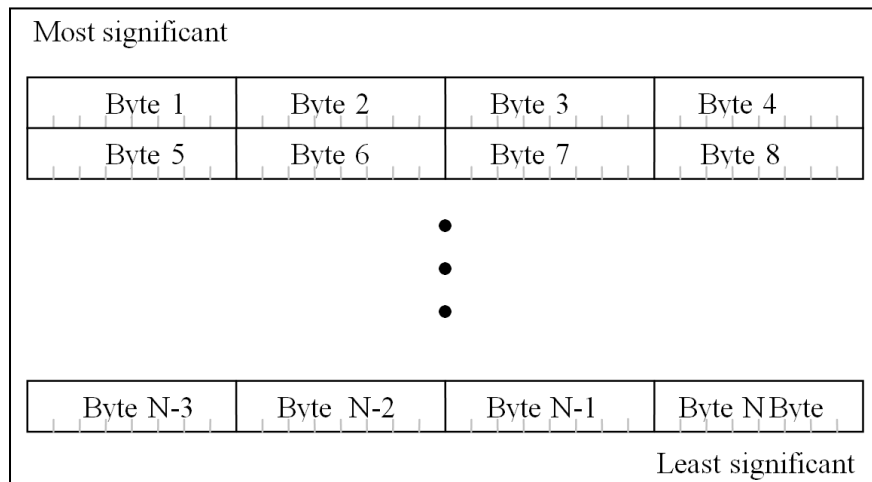 Most significant
Byte 1 Byte 2 Byte 3 Byte 4
Byte 5 Byte 6 Byte 7 Byte 8
Byte N-3 Byte N-2 Byte N-1 Byte N Byte
Least significant